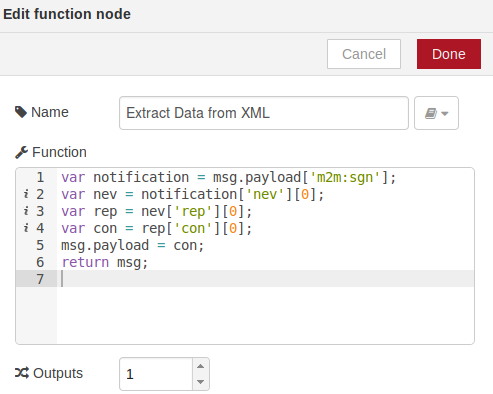 Edit function node
Cancel Done
Name Extract Data from XML
Function
1 var notification = msg.payload['m2m:sgn'];
i 2 var nev = notification['nev'][0];
i 3 var rep = nev['rep'][0];
i 4 var con = rep['con'][0];
5 msg.payload = con;
6 return msg;
7
Outputs 1